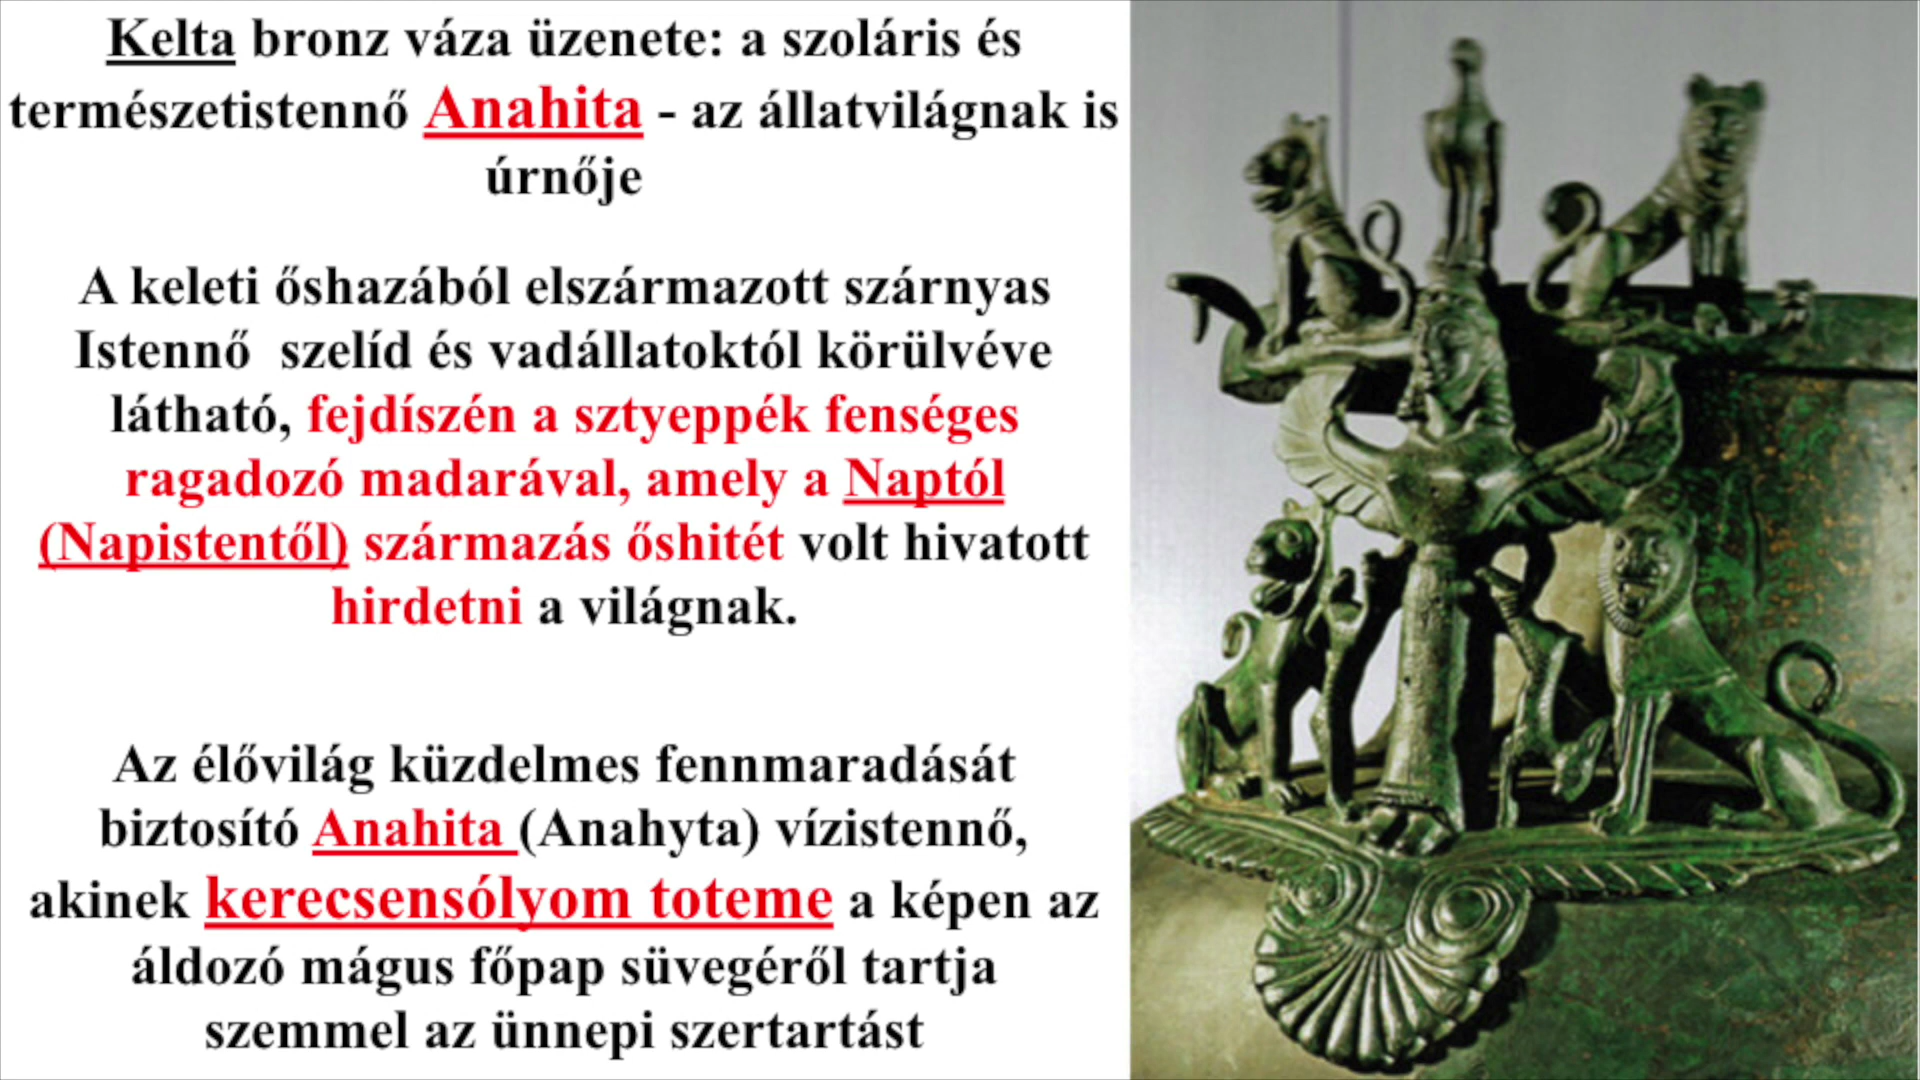 Kelta bronz váza üzenete: a szoláris és
természetistennő Anahita - az állatvilágnak is
úrnője
A keleti őshazából elszármazott szárnyas
Istennő szelíd és vadállatoktól körülvéve
látható, fejdíszén a sztyeppék fenséges
ragadozó madarával, amely a Naptól
(Napistentől) származás őshitét volt hivatott
hirdetni a világnak.
Az élővilág küzdelmes fennmaradását
biztosító Anahita (Anahyta) vízistennő,
akinek kerecsensólyom toteme a képen az
áldozó mágus főpap süvegéről tartja
szemmel az ünnepi szertartást